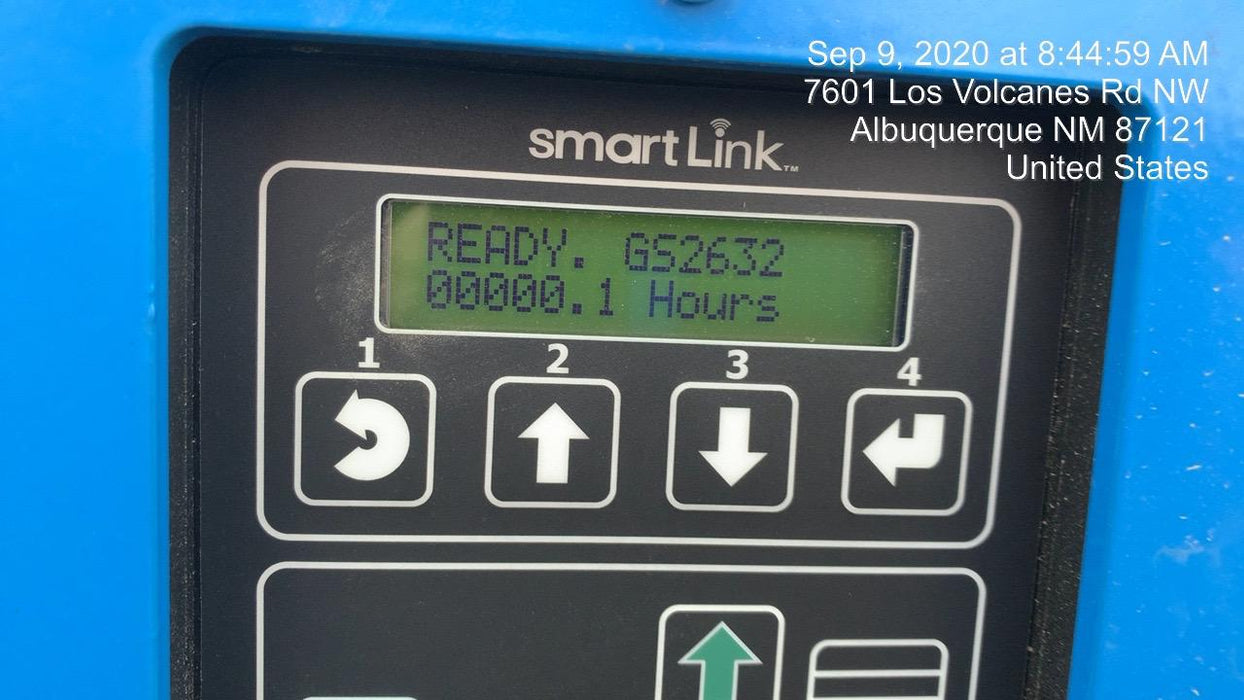 Sep 9, 2020 at 8:44:59 AM
7601 Los Volcanes Rd NW
Albuquerque NM 87121
United States
smartLink™
READY. GS2632
00000.1 Hours
1 2 3 4